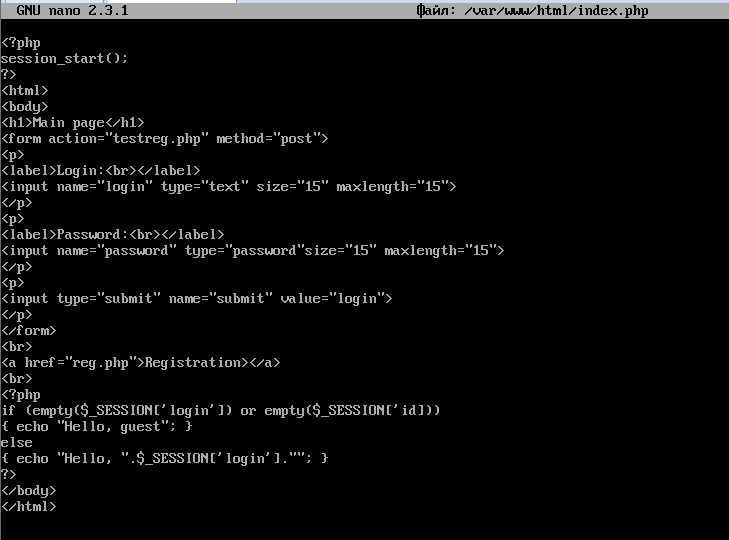 GNU nano 2.3.1 Файл: /var/www/html/index.php
<?php
session_start();
?>
<html>
<body>
<h1>Main page</h1>
<form action="testreg.php" method="post">
<p>
<label>Login:<br></label>
<input name="login" type="text" size="15" maxlength="15">
</p>
<p>
<label>Password:<br></label>
<input name="password" type="password"size="15" maxlength="15">
</p>
<p>
<input type="submit" name="submit" value="login">
</p>
</form>
<br>
<a href="reg.php">Registration></a>
<br>
<?php
if (empty($_SESSION['login']) or empty($_SESSION['id]))
{ echo "Hello, guest"; }
else
{ echo "Hello, ".$_SESSION['login'].""; }
?>
</body>
</html>